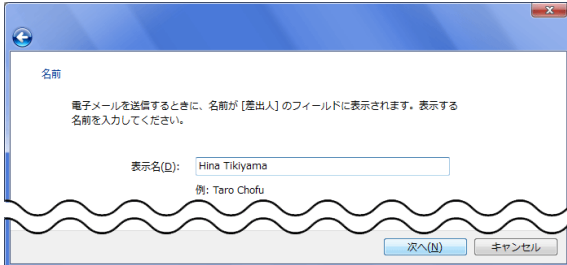 名前
電子メールを送信するときに、名前が [差出人] のフィールドに表示されます。表示する
名前を入力してください。
表示名(D): Hina Tikiyama
例: Taro Chofu
次へ(N) キャンセル